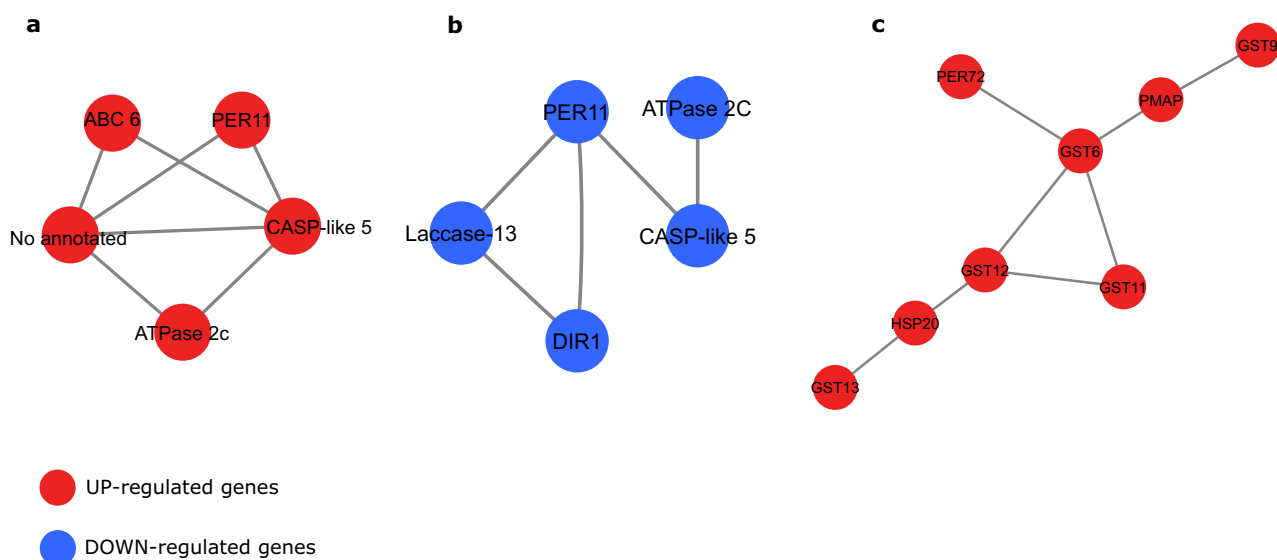 a
ABC 6
PER11
No annotated
CASP-like 5
ATPase 2c
b
PER11
ATPase 2C
Laccase-13
CASP-like 5
DIR1
c
GST9
PER72
PMAP
GST6
GST12
GST11
HSP20
GST13
UP-regulated genes
DOWN-regulated genes